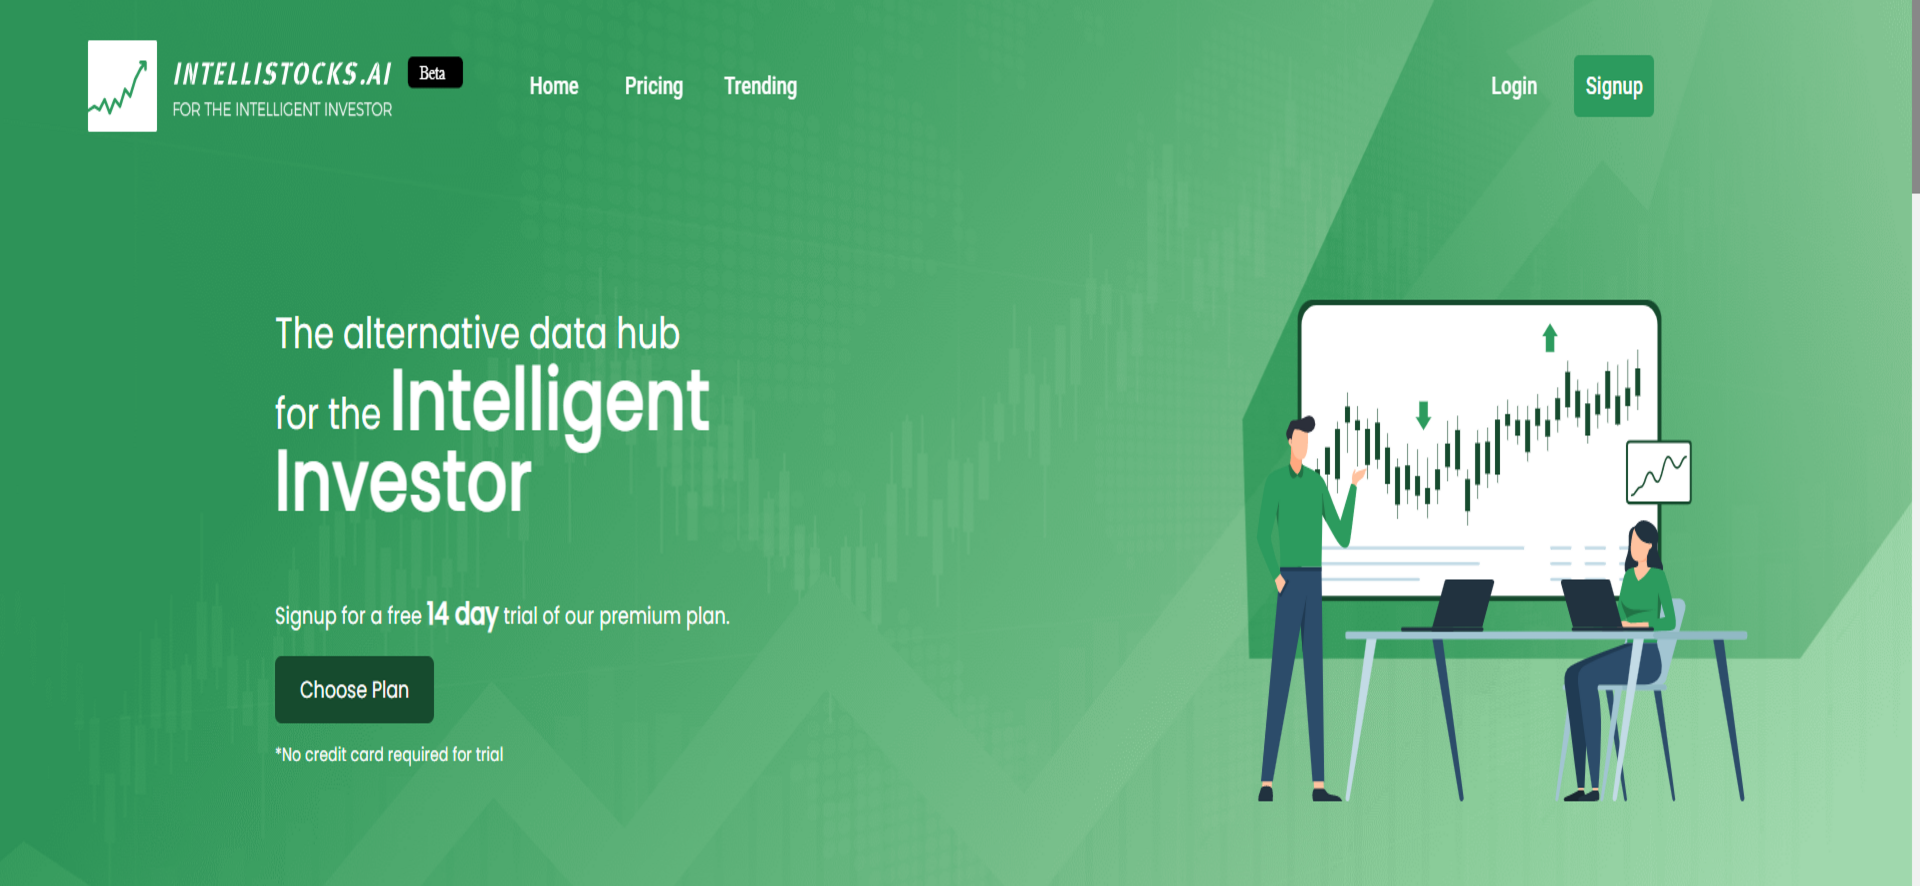 INTELLISTOCKS.AI
Beta
FOR THE INTELLIGENT INVESTOR
Home
Pricing
Trending
Login
Signup
The alternative data hub
for the Intelligent
Investor
Signup for a free 14 day trial of our premium plan.
Choose Plan
*No credit card required for trial